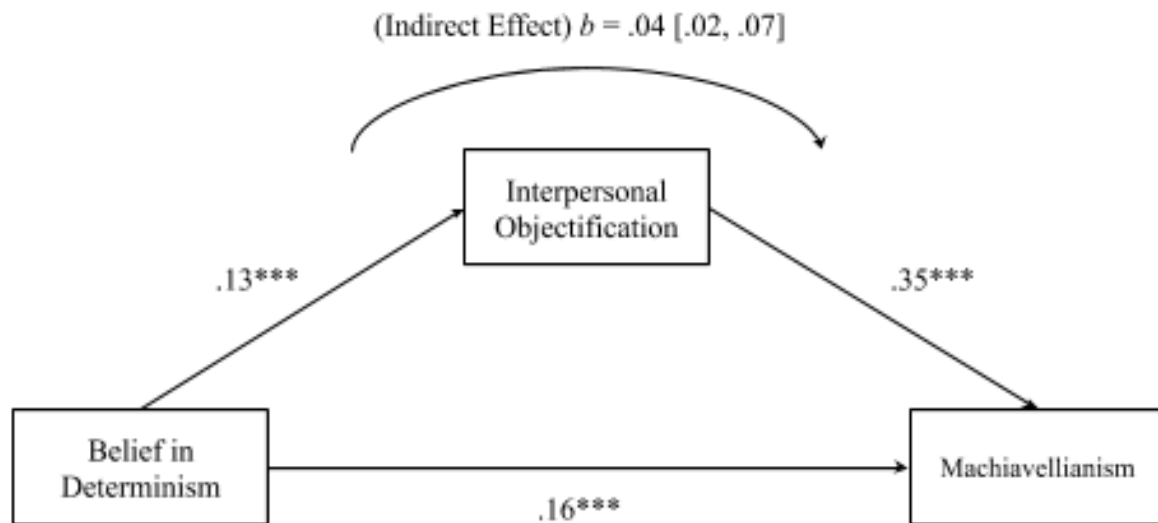 (Indirect Effect) b = .04 [.02, .07]
Interpersonal
Objectification
.13***
.35***
Belief in
Determinism
Machiavellianism
.16***